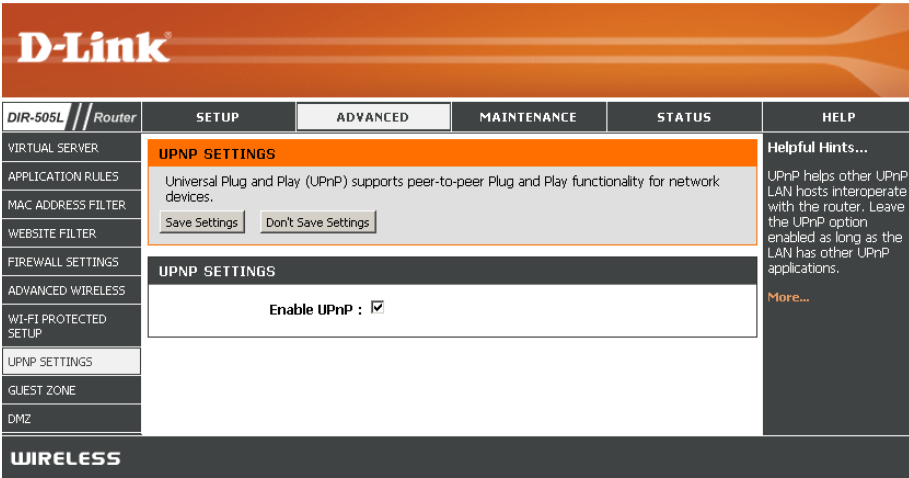 D-Link®
DIR-505L // Router
SETUP
ADVANCED
MAINTENANCE
STATUS
HELP
VIRTUAL SERVER
APPLICATION RULES
MAC ADDRESS FILTER
WEBSITE FILTER
FIREWALL SETTINGS
ADVANCED WIRELESS
WI-FI PROTECTED
SETUP
UPNP SETTINGS
GUEST ZONE
DMZ
UPNP SETTINGS
Universal Plug and Play (UPnP) supports peer-to-peer Plug and Play functionality for network
devices.
Save Settings
Don't Save Settings
UPNP SETTINGS
Enable UPnP :
Helpful Hints...
UPnP helps other UPnP
LAN hosts interoperate
with the router. Leave
the UPnP option
enabled as long as the
LAN has other UPnP
applications.
More...
WIRELESS